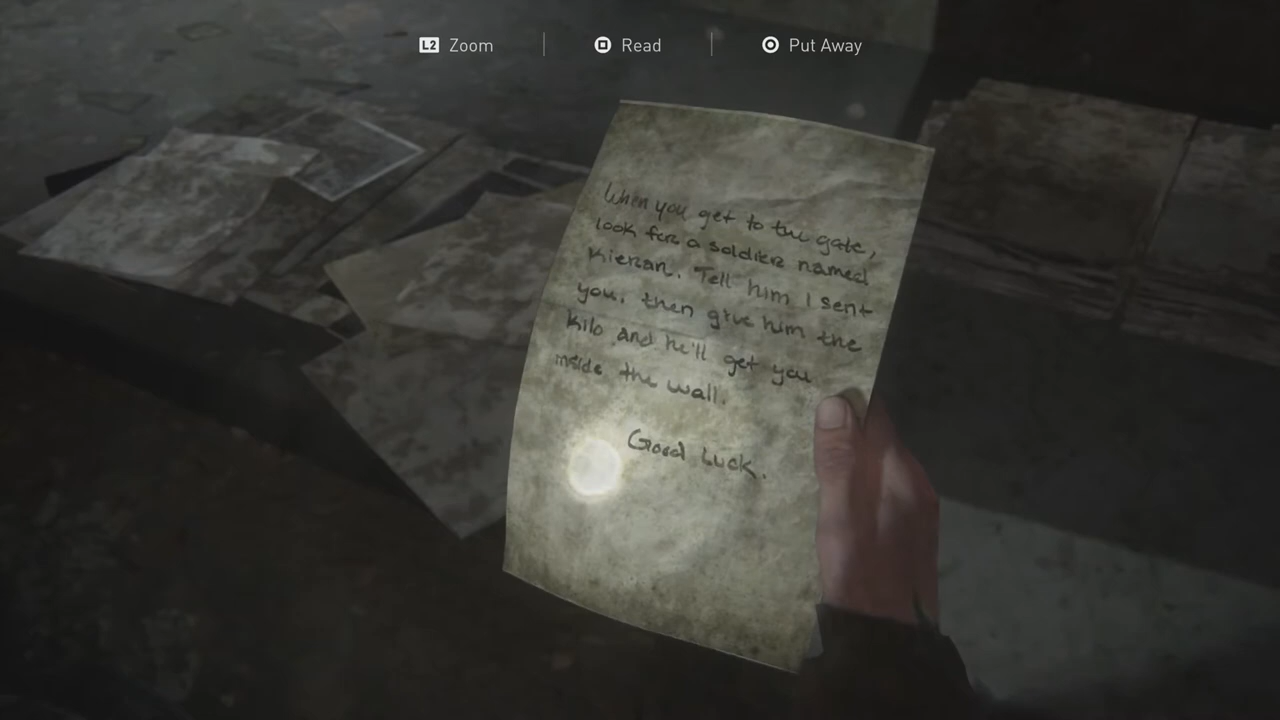 L2 Zoom Read Put Away
When you get to the gate,
look for a soldier named
Kieran. Tell him I sent
you, then give him the
kilo and he'll get you
inside the wall.
Good Luck.